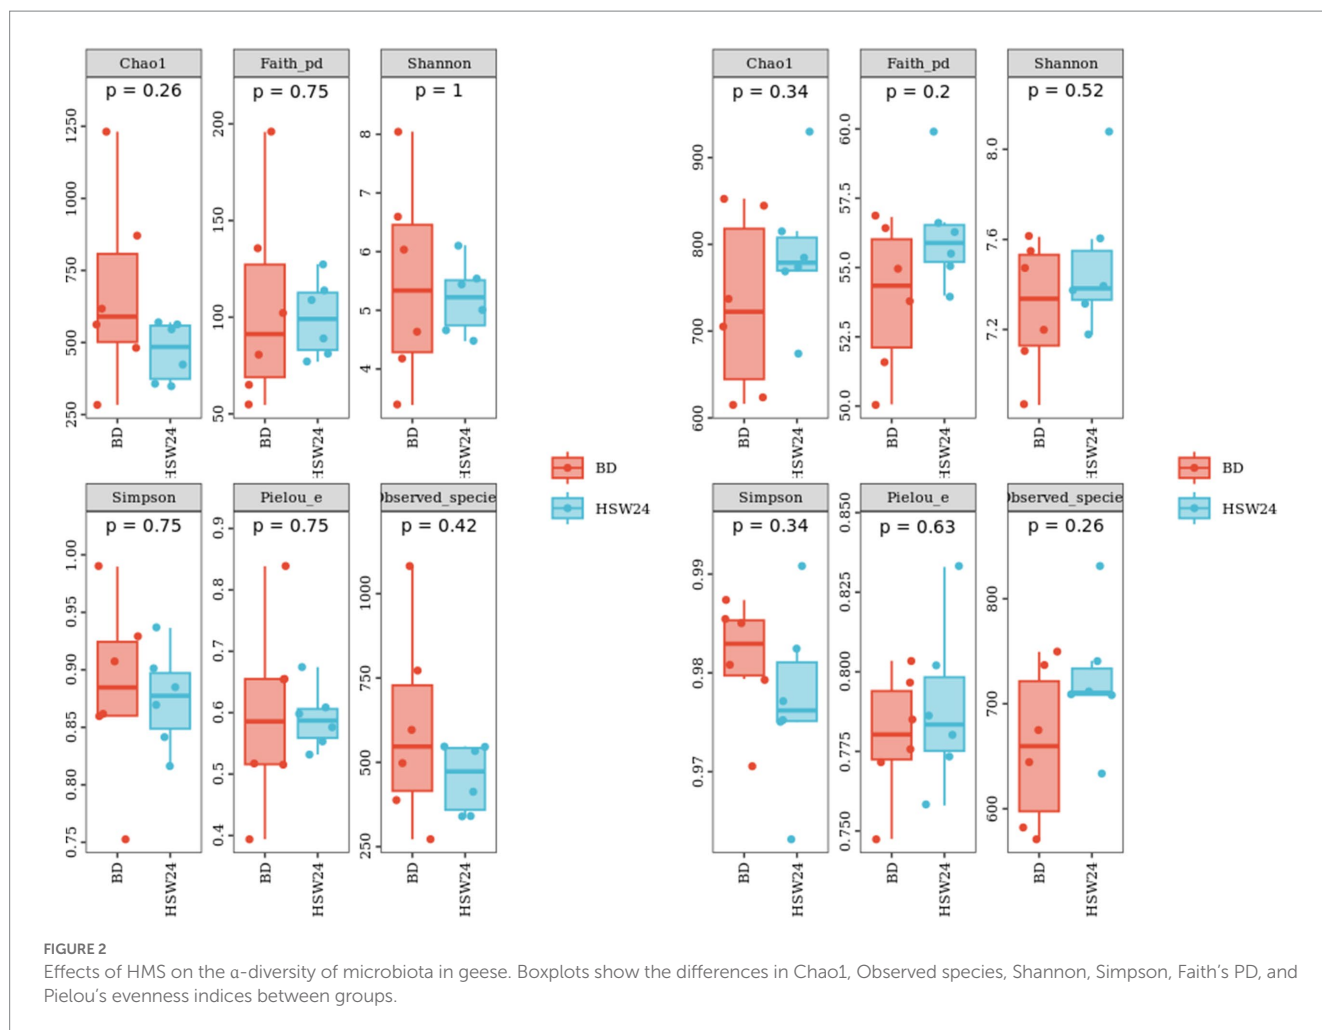 Chao1 Faith_pd Shannon
p = 0.26 p = 0.75 p = 1
1250
1000
750
500
250
200
150
100
50
8
7
6
5
4
BD HSW24 BD HSW24 BD HSW24
Simpson Pielou_e Observed_specie
p = 0.75 p = 0.75 p = 0.42
1.00
0.95
0.90
0.85
0.80
0.75
0.9
0.8
0.7
0.6
0.5
0.4
1000
750
500
250
BD HSW24 BD HSW24 BD HSW24
BD
HSW24
Chao1 Faith_pd Shannon
p = 0.34 p = 0.2 p = 0.52
900
800
700
600
60.0
57.5
55.0
52.5
50.0
8.0
7.6
7.2
BD HSW24 BD HSW24 BD HSW24
Simpson Pielou_e Observed_specie
p = 0.34 p = 0.63 p = 0.26
0.99
0.98
0.97
0.850
0.825
0.800
0.775
0.750
800
700
600
BD HSW24 BD HSW24 BD HSW24
BD
HSW24
FIGURE 2
Effects of HMS on the α-diversity of microbiota in geese. Boxplots show the differences in Chao1, Observed species, Shannon, Simpson, Faith’s PD, and
Pielou’s evenness indices between groups.